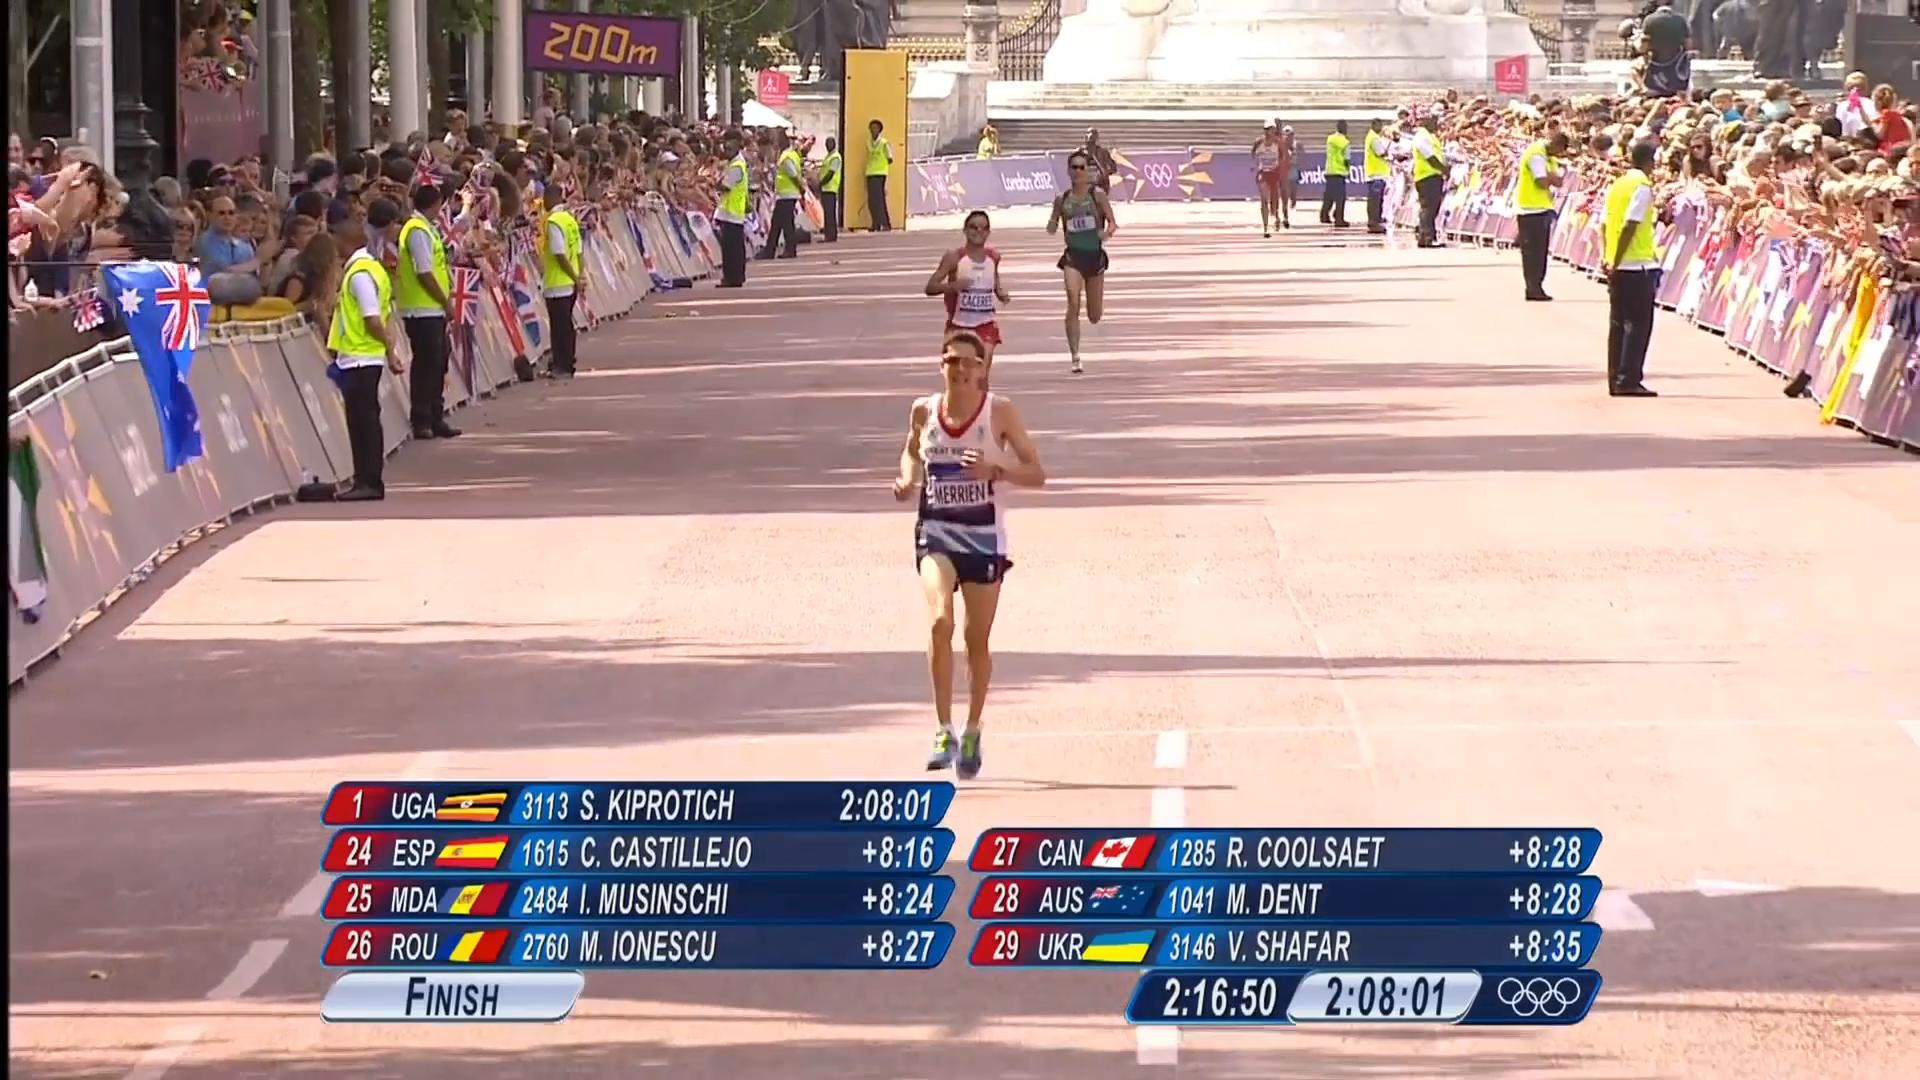 200m
London 2012
LEE
CACERES
MERRIEN
1 UGA 3113 S. KIPROTICH 2:08:01
24 ESP 1615 C. CASTILLEJO +8:16
25 MDA 2484 I. MUSINSCHI +8:24
26 ROU 2760 M. IONESCU +8:27
27 CAN 1285 R. COOLSAET +8:28
28 AUS 1041 M. DENT +8:28
29 UKR 3146 V. SHAFAR +8:35
FINISH
2:16:50 2:08:01